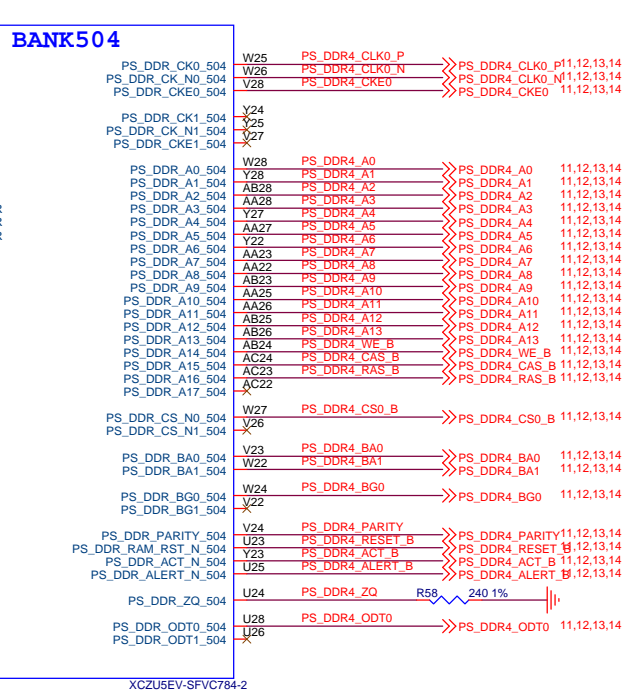 BANK504
PS_DDR_CK0_504 W25 PS_DDR4_CLK0_P PS_DDR4_CLK0_P 11,12,13,14
PS_DDR_CK_N0_504 W26 PS_DDR4_CLK0_N PS_DDR4_CLK0_N 11,12,13,14
PS_DDR_CKE0_504 V28 PS_DDR4_CKE0 PS_DDR4_CKE0 11,12,13,14
PS_DDR_CK1_504 Y24
PS_DDR_CK_N1_504 Y25
PS_DDR_CKE1_504 V27
PS_DDR_A0_504 W28 PS_DDR4_A0 PS_DDR4_A0 11,12,13,14
PS_DDR_A1_504 Y28 PS_DDR4_A1 PS_DDR4_A1 11,12,13,14
PS_DDR_A2_504 AB28 PS_DDR4_A2 PS_DDR4_A2 11,12,13,14
PS_DDR_A3_504 AA28 PS_DDR4_A3 PS_DDR4_A3 11,12,13,14
PS_DDR_A4_504 Y27 PS_DDR4_A4 PS_DDR4_A4 11,12,13,14
PS_DDR_A5_504 AA27 PS_DDR4_A5 PS_DDR4_A5 11,12,13,14
PS_DDR_A6_504 Y22 PS_DDR4_A6 PS_DDR4_A6 11,12,13,14
PS_DDR_A7_504 AA23 PS_DDR4_A7 PS_DDR4_A7 11,12,13,14
PS_DDR_A8_504 AA22 PS_DDR4_A8 PS_DDR4_A8 11,12,13,14
PS_DDR_A9_504 AB23 PS_DDR4_A9 PS_DDR4_A9 11,12,13,14
PS_DDR_A10_504 AA25 PS_DDR4_A10 PS_DDR4_A10 11,12,13,14
PS_DDR_A11_504 AA26 PS_DDR4_A11 PS_DDR4_A11 11,12,13,14
PS_DDR_A12_504 AB25 PS_DDR4_A12 PS_DDR4_A12 11,12,13,14
PS_DDR_A13_504 AB26 PS_DDR4_A13 PS_DDR4_A13 11,12,13,14
PS_DDR_A14_504 AB24 PS_DDR4_WE_B PS_DDR4_WE_B 11,12,13,14
PS_DDR_A15_504 AC24 PS_DDR4_CAS_B PS_DDR4_CAS_B 11,12,13,14
PS_DDR_A16_504 AC23 PS_DDR4_RAS_B PS_DDR4_RAS_B 11,12,13,14
PS_DDR_A17_504 AC22
PS_DDR_CS_N0_504 W27 PS_DDR4_CS0_B PS_DDR4_CS0_B 11,12,13,14
PS_DDR_CS_N1_504 V26
PS_DDR_BA0_504 V23 PS_DDR4_BA0 PS_DDR4_BA0 11,12,13,14
PS_DDR_BA1_504 W22 PS_DDR4_BA1 PS_DDR4_BA1 11,12,13,14
PS_DDR_BG0_504 W24 PS_DDR4_BG0 PS_DDR4_BG0 11,12,13,14
PS_DDR_BG1_504 V22
PS_DDR_PARITY_504 V24 PS_DDR4_PARITY PS_DDR4_PARITY 11,12,13,14
PS_DDR_RAM_RST_N_504 U23 PS_DDR4_RESET_B PS_DDR4_RESET_B 11,12,13,14
PS_DDR_ACT_N_504 Y23 PS_DDR4_ACT_B PS_DDR4_ACT_B 11,12,13,14
PS_DDR_ALERT_N_504 U25 PS_DDR4_ALERT_B PS_DDR4_ALERT_B 11,12,13,14
PS_DDR_ZQ_504 U24 PS_DDR4_ZQ R58 240 1%
PS_DDR_ODT0_504 U28 PS_DDR4_ODT0 PS_DDR4_ODT0 11,12,13,14
PS_DDR_ODT1_504 U26
XCZU5EV-SFVC784-2